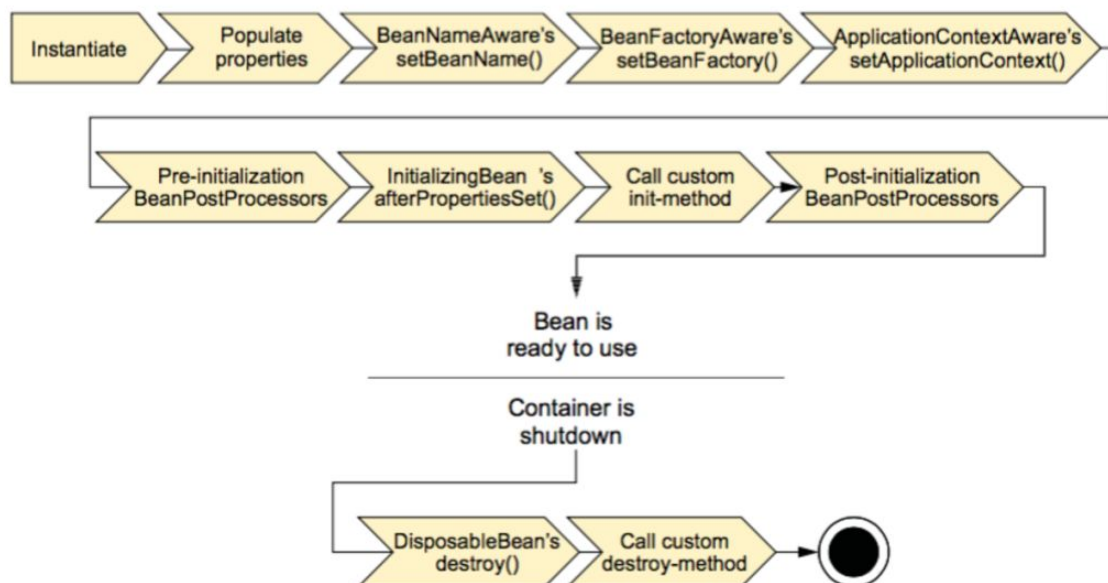 Instantiate
Populate
properties
BeanNameAware's
setBeanName()
BeanFactoryAware's
setBeanFactory()
ApplicationContextAware's
setApplicationContext()
Pre-initialization
BeanPostProcessors
InitializingBean 's
afterPropertiesSet()
Call custom
init-method
Post-initialization
BeanPostProcessors
Bean is
ready to use
Container is
shutdown
DisposableBean's
destroy()
Call custom
destroy-method